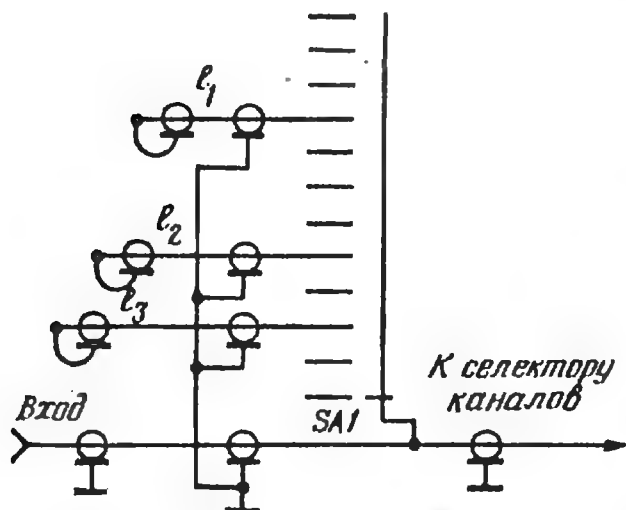 ℓ₁
ℓ₂
ℓ₃
К селектору
каналов
Вход
SA1